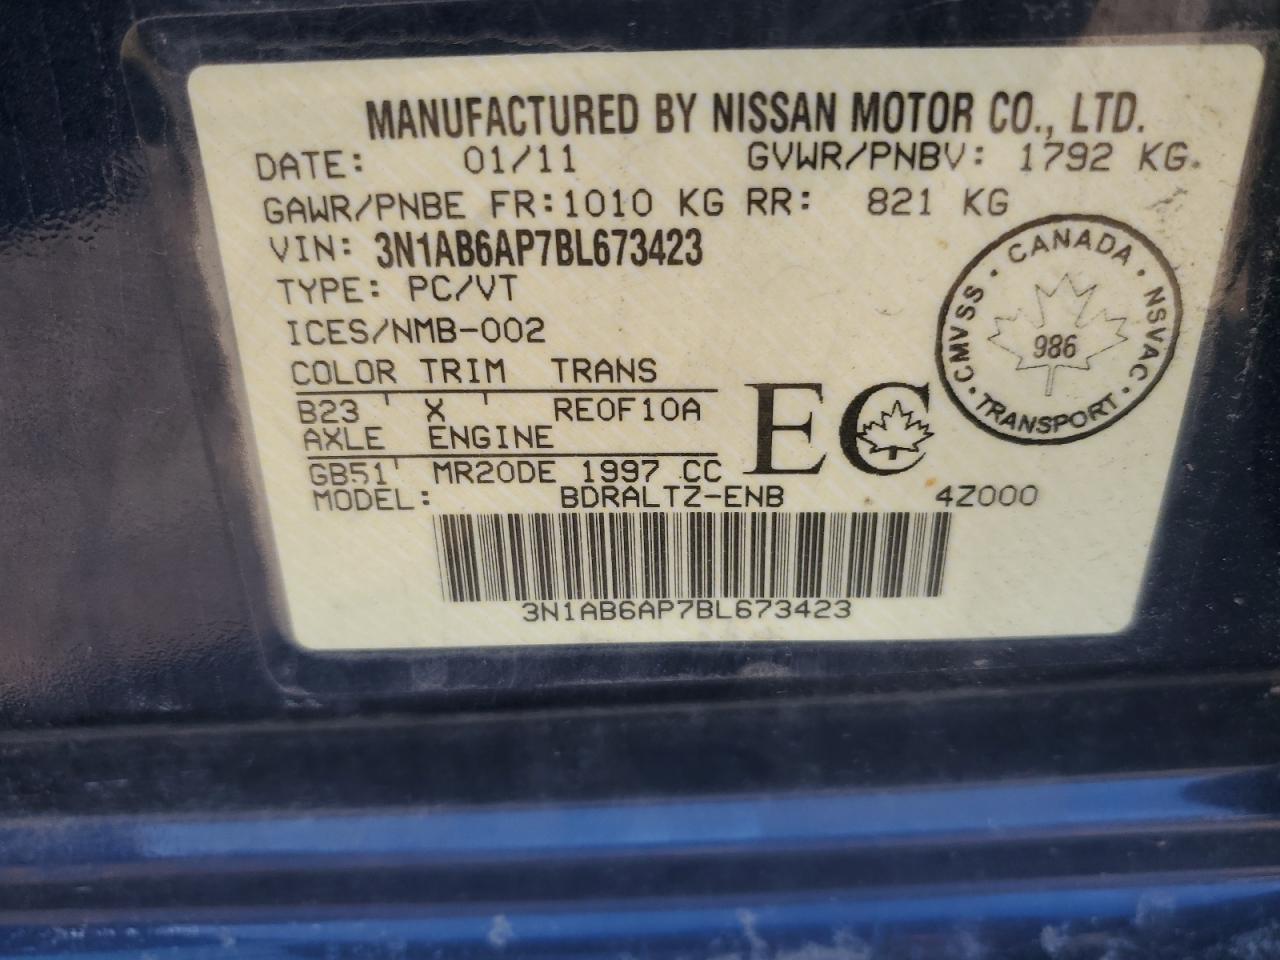 MANUFACTURED BY NISSAN MOTOR CO., LTD.
DATE: 01/11 GVWR/PNBV: 1792 KG
GAWR/PNBE FR:1010 KG RR: 821 KG
VIN: 3N1AB6AP7BL673423
TYPE: PC/VT
ICES/NMB-002
COLOR TRIM TRANS
B23 ' X ' RE0F10A
AXLE ENGINE
GB51' MR20DE 1997 CC
MODEL: BDRALTZ-ENB 4Z000
3N1AB6AP7BL673423
EC
CANADA
CMVSS · NSVAC
986
TRANSPORT